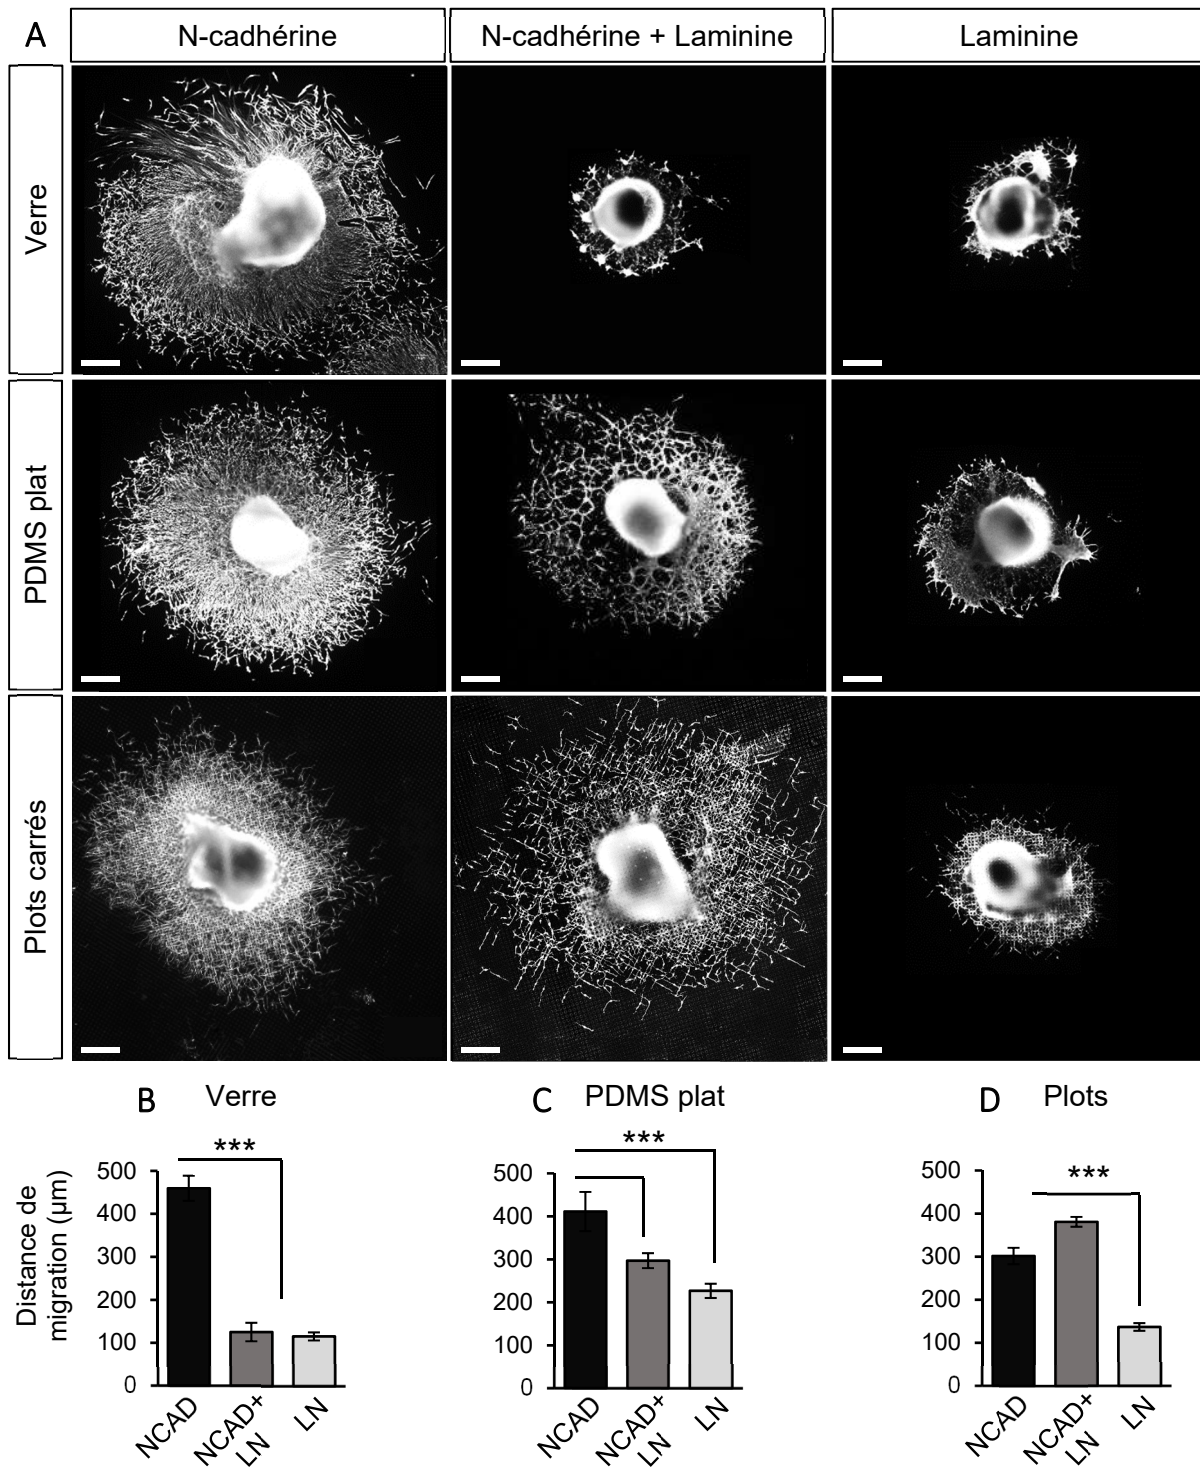 A
N-cadhérine
N-cadhérine + Laminine
Laminine
Verre
PDMS plat
Plots carrés
B Verre
C PDMS plat
D Plots
Distance de
migration (µm)
***
500
400
300
200
100
0
NCAD
NCAD+
LN
LN
***
500
400
300
200
100
0
NCAD
NCAD+
LN
LN
***
500
400
300
200
100
0
NCAD
NCAD+
LN
LN